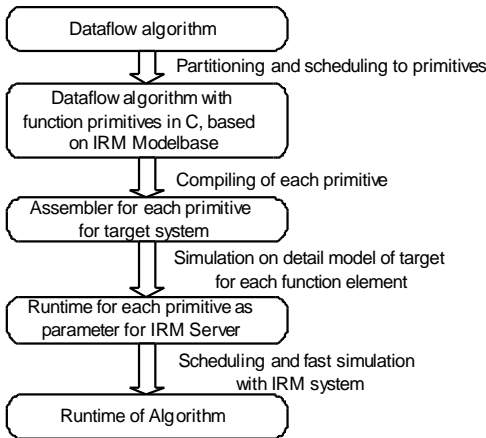 Dataflow algorithm
Partitioning and scheduling to primitives
Dataflow algorithm with
function primitives in C, based
on IRM Modelbase
Compiling of each primitive
Assembler for each primitive
for target system
Simulation on detail model of target
for each function element
Runtime for each primitive as
parameter for IRM Server
Scheduling and fast simulation
with IRM system
Runtime of Algorithm